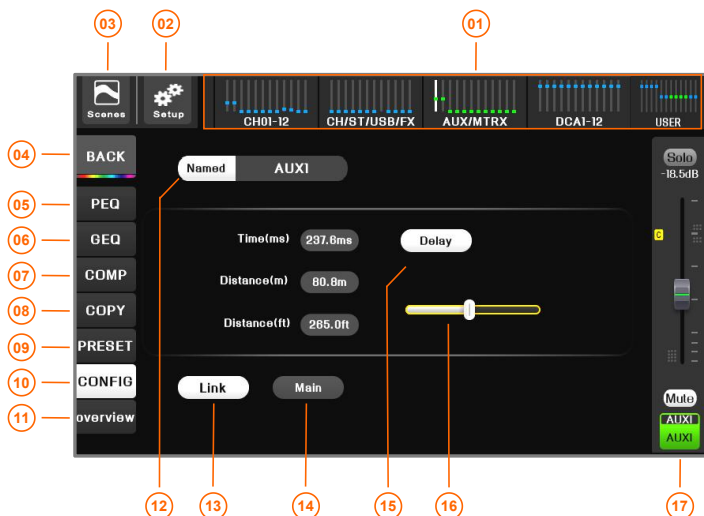 03 02 01
Scenes Setup CH01-12 CH/ST/USB/FX AUX/MTRX DCA1-12 USER
04 BACK
Named AUX1
Solo
-18.5dB
05 PEQ
06 GEQ
Time(ms) 237.6ms Delay
C
07 COMP
Distance(m) 80.8m
08 COPY
Distance(ft) 265.0ft
09 PRESET
10 CONFIG
Link Main
Mute
11 overview
AUX1
AUX1
12 13 14 15 16 17